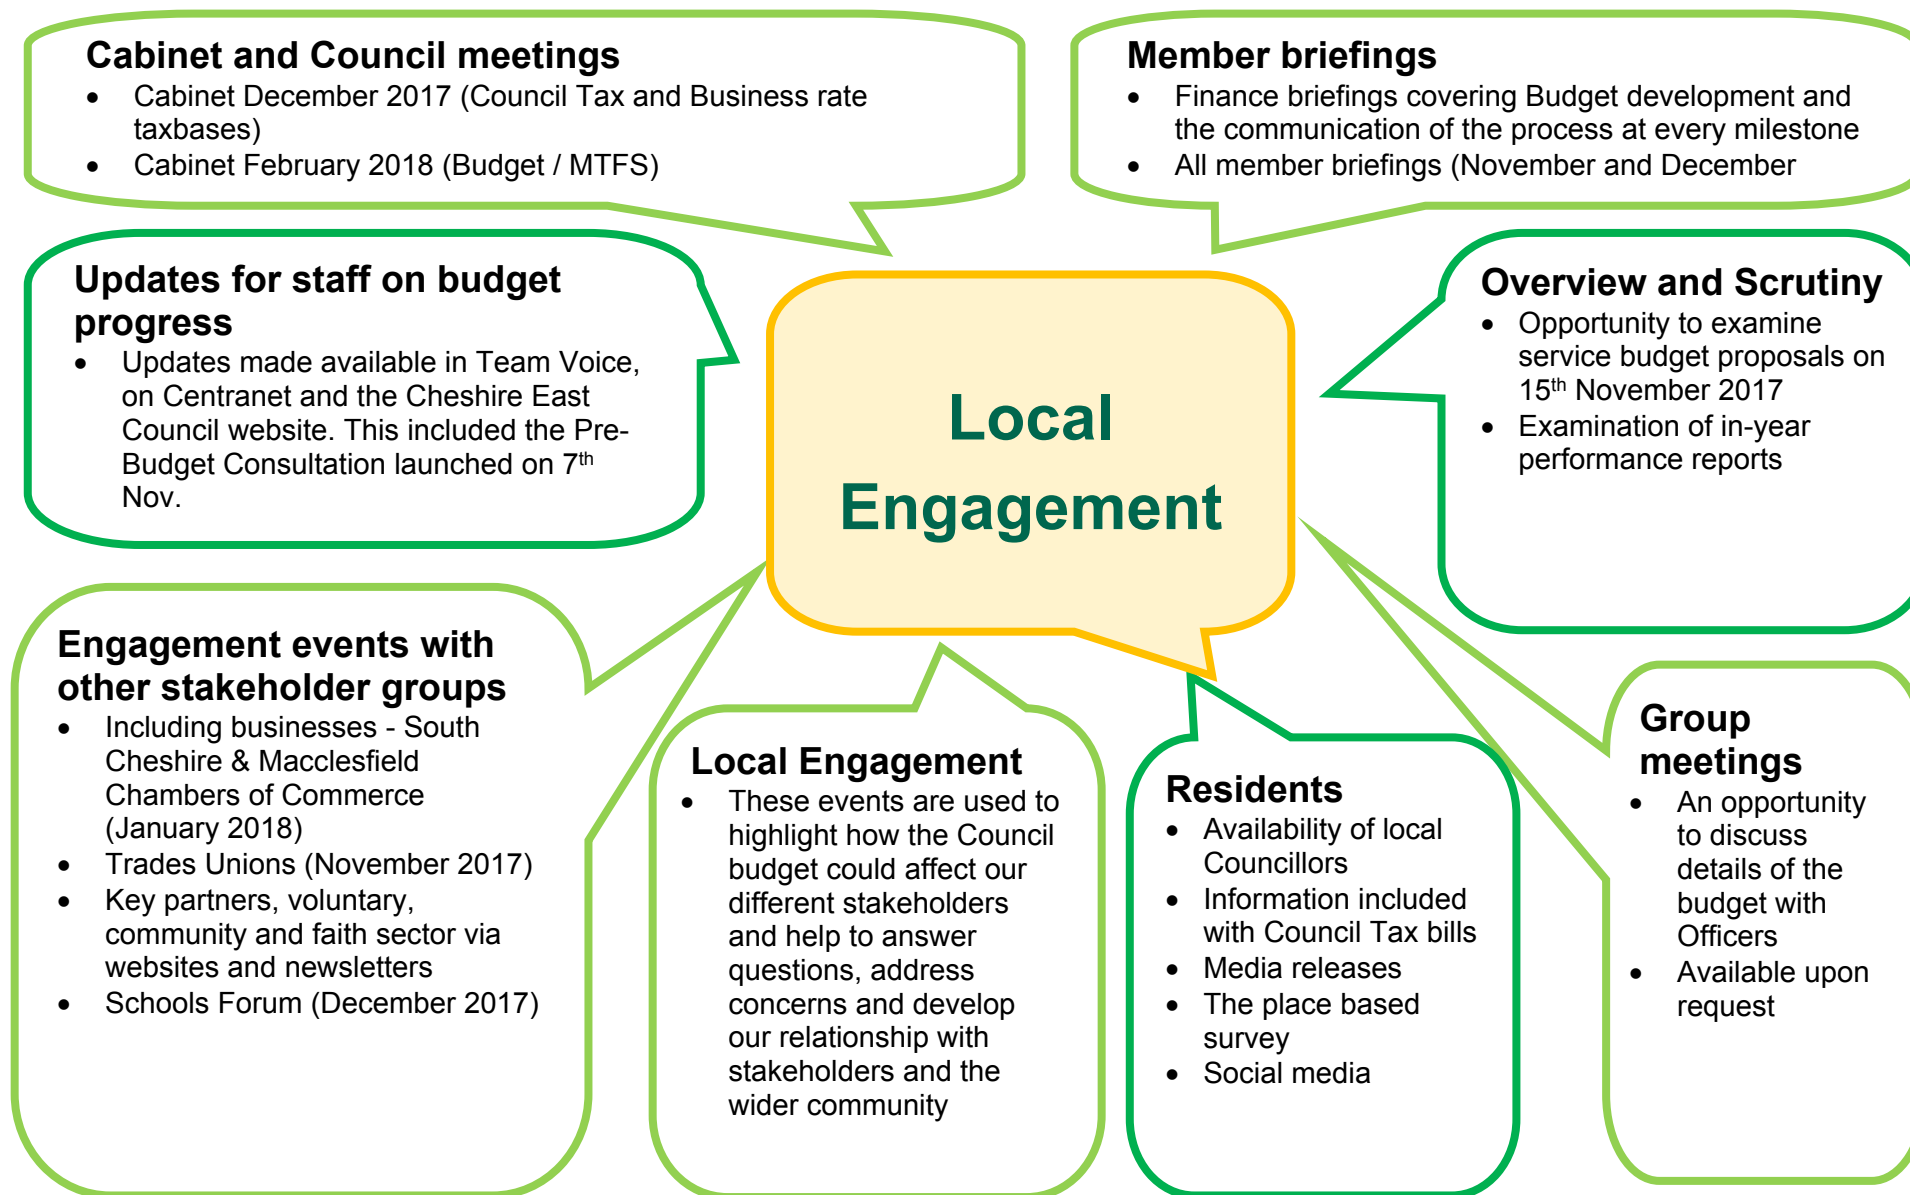 Cabinet and Council meetings
• Cabinet December 2017 (Council Tax and Business rate
taxbases)
• Cabinet February 2018 (Budget / MTFS)
Member briefings
• Finance briefings covering Budget development and
the communication of the process at every milestone
• All member briefings (November and December
Updates for staff on budget
progress
• Updates made available in Team Voice,
on Centranet and the Cheshire East
Council website. This included the Pre-
Budget Consultation launched on 7th
Nov.
Local
Engagement
Overview and Scrutiny
• Opportunity to examine
service budget proposals on
15th November 2017
• Examination of in-year
performance reports
Engagement events with
other stakeholder groups
• Including businesses - South
Cheshire & Macclesfield
Chambers of Commerce
(January 2018)
• Trades Unions (November 2017)
• Key partners, voluntary,
community and faith sector via
websites and newsletters
• Schools Forum (December 2017)
Local Engagement
• These events are used to
highlight how the Council
budget could affect our
different stakeholders
and help to answer
questions, address
concerns and develop
our relationship with
stakeholders and the
wider community
Residents
• Availability of local
Councillors
• Information included
with Council Tax bills
• Media releases
• The place based
survey
• Social media
Group
meetings
• An opportunity
to discuss
details of the
budget with
Officers
• Available upon
request